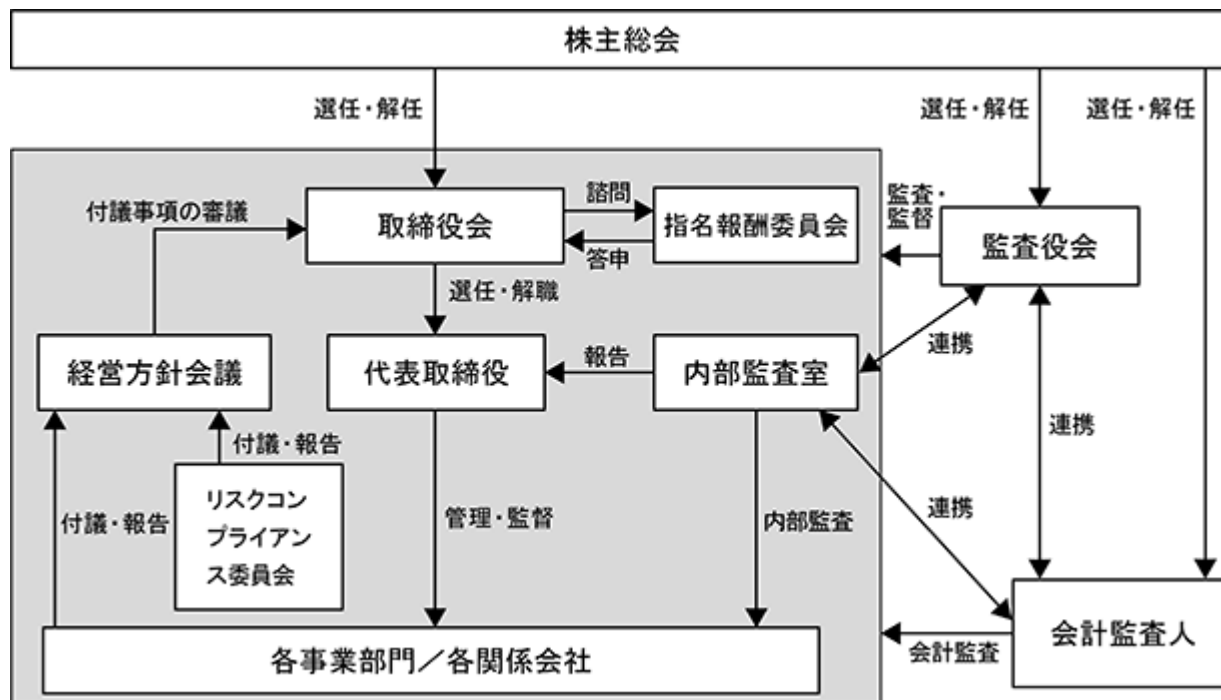 株主総会
選任・解任
選任・解任
選任・解任
付議事項の審議
取締役会
諮問
答申
指名報酬委員会
監査・
監督
監査役会
選任・解職
経営方針会議
代表取締役
報告
内部監査室
連携
連携
付議・報告
リスクコン
プライアン
ス委員会
付議・報告
管理・監督
内部監査
連携
各事業部門／各関係会社
会計監査
会計監査人